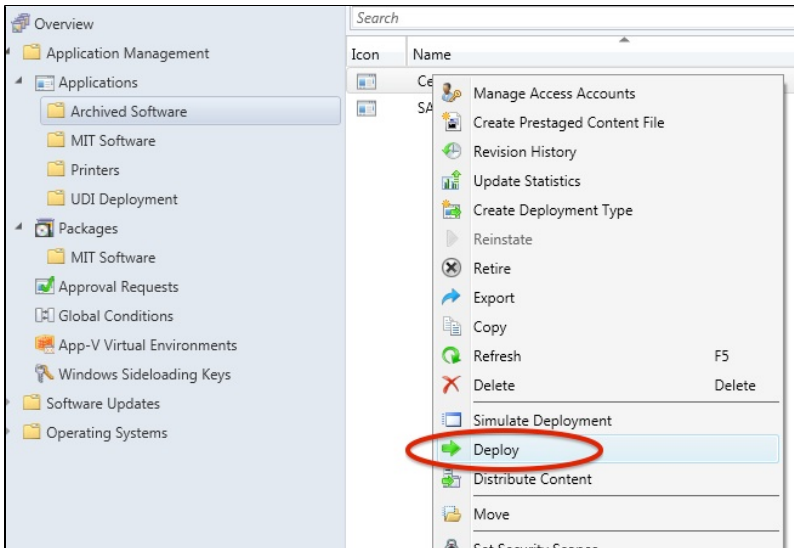 Overview
Application Management
Applications
Archived Software
MIT Software
Printers
UDI Deployment
Packages
MIT Software
Approval Requests
Global Conditions
App-V Virtual Environments
Windows Sideloading Keys
Software Updates
Operating Systems
Search
Icon Name
Manage Access Accounts
Create Prestaged Content File
Revision History
Update Statistics
Create Deployment Type
Reinstate
Retire
Export
Copy
Refresh F5
Delete Delete
Simulate Deployment
Deploy
Distribute Content
Move
Set Security Scopes